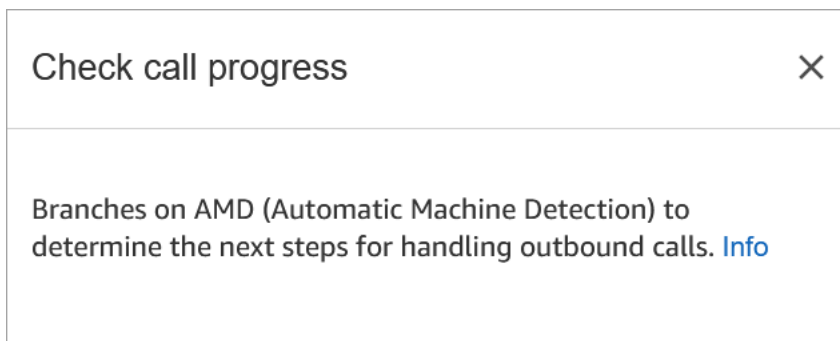 Check call progress
Branches on AMD (Automatic Machine Detection) to
determine the next steps for handling outbound calls. Info